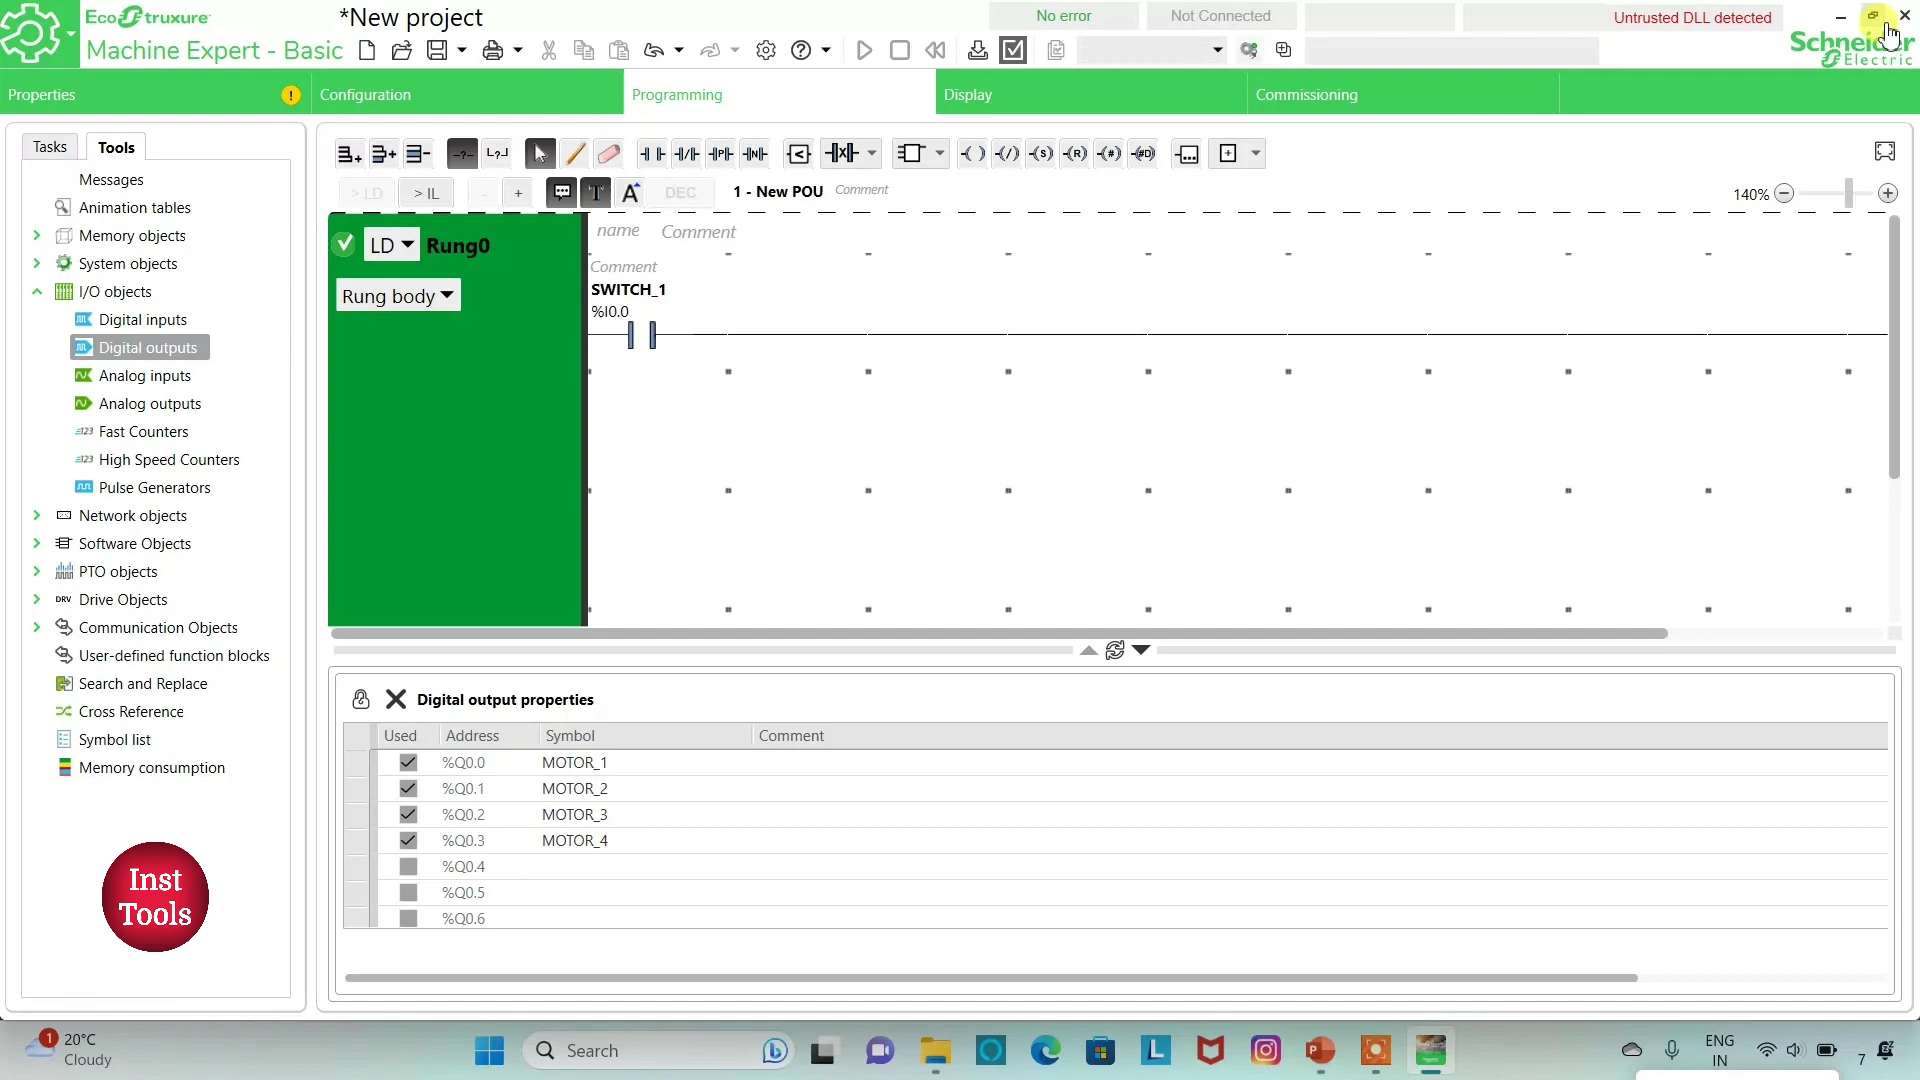 EcoStruxure
Machine Expert - Basic
*New project
No error
Not Connected
Untrusted DLL detected
Schneider
Electric
Properties
Configuration
Programming
Display
Commissioning
Tasks
Tools
Messages
Animation tables
Memory objects
System objects
I/O objects
Digital inputs
Digital outputs
Analog inputs
Analog outputs
Fast Counters
High Speed Counters
Pulse Generators
Network objects
Software Objects
PTO objects
DRV Drive Objects
Communication Objects
User-defined function blocks
Search and Replace
Cross Reference
Symbol list
Memory consumption
Inst
Tools
> LD
> IL
-
+
T
A
DEC
1 - New POU
Comment
140%
LD
Rung0
Rung body
name
Comment
Comment
SWITCH_1
%I0.0
Digital output properties
Used Address Symbol Comment
%Q0.0 MOTOR_1
%Q0.1 MOTOR_2
%Q0.2 MOTOR_3
%Q0.3 MOTOR_4
%Q0.4
%Q0.5
%Q0.6
1
20°C
Cloudy
Search
ENG
IN
7